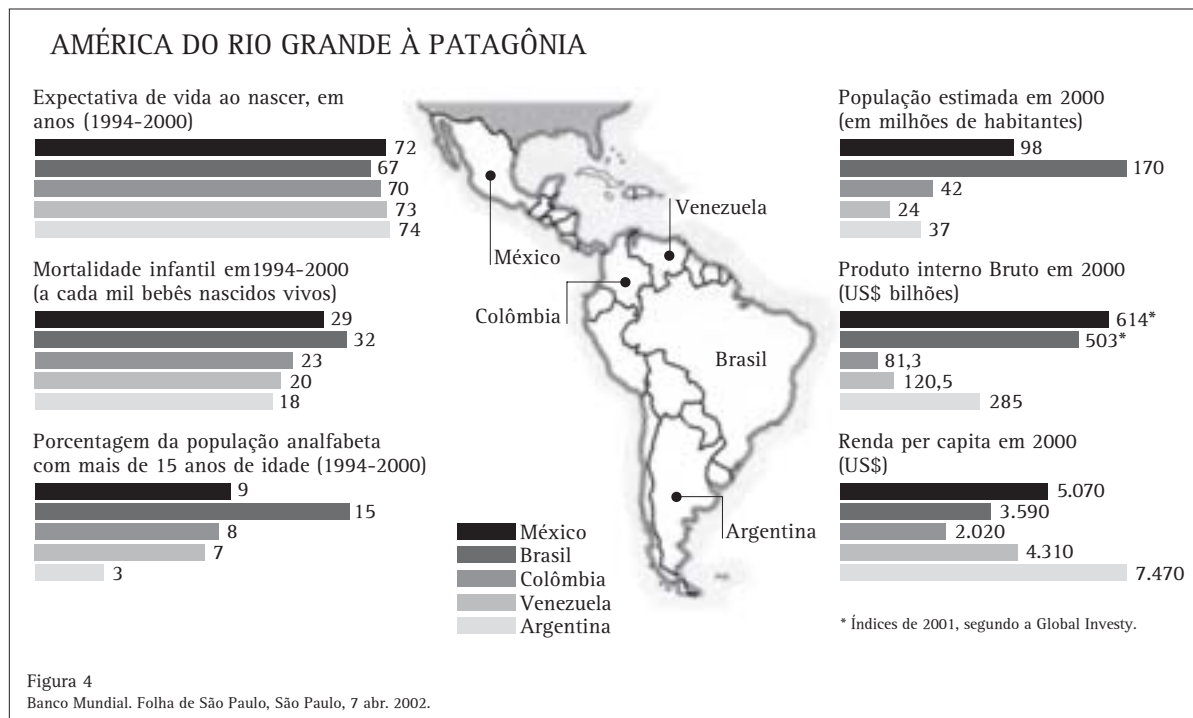 AMÉRICA DO RIO GRANDE À PATAGÔNIA
Expectativa de vida ao nascer, em
anos (1994-2000)
72
67
70
73
74
Mortalidade infantil em1994-2000
(a cada mil bebês nascidos vivos)
29
32
23
20
18
Porcentagem da população analfabeta
com mais de 15 anos de idade (1994-2000)
9
15
8
7
3
Venezuela
México
Colômbia
Brasil
Argentina
México
Brasil
Colômbia
Venezuela
Argentina
População estimada em 2000
(em milhões de habitantes)
98
170
42
24
37
Produto interno Bruto em 2000
(US$ bilhões)
614*
503*
81,3
120,5
285
Renda per capita em 2000
(US$)
5.070
3.590
2.020
4.310
7.470
* Índices de 2001, segundo a Global Investy.
Figura 4
Banco Mundial. Folha de São Paulo, São Paulo, 7 abr. 2002.